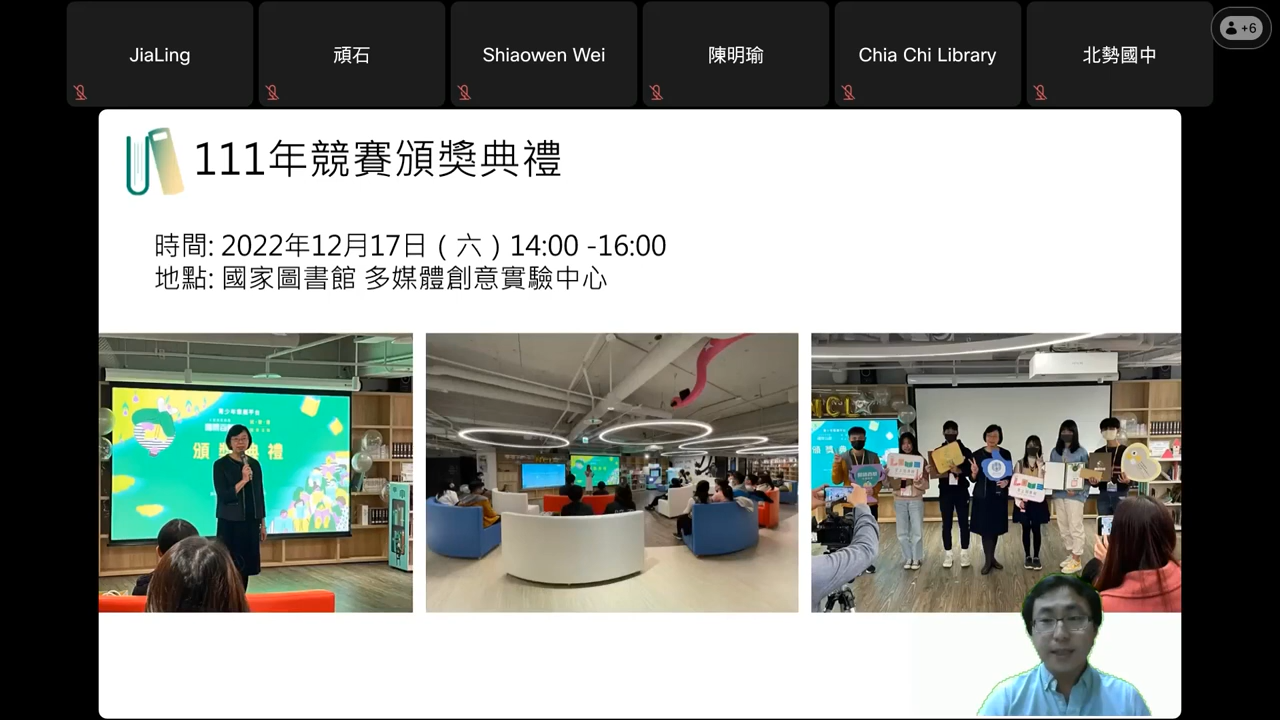 JiaLing
頑石
Shiaowen Wei
陳明瑜
Chia Chi Library
北勢國中
+6
111年競賽頒獎典禮
時間: 2022年12月17日（六）14:00 -16:00
地點: 國家圖書館 多媒體創意實驗中心
頒獎典禮
NCL